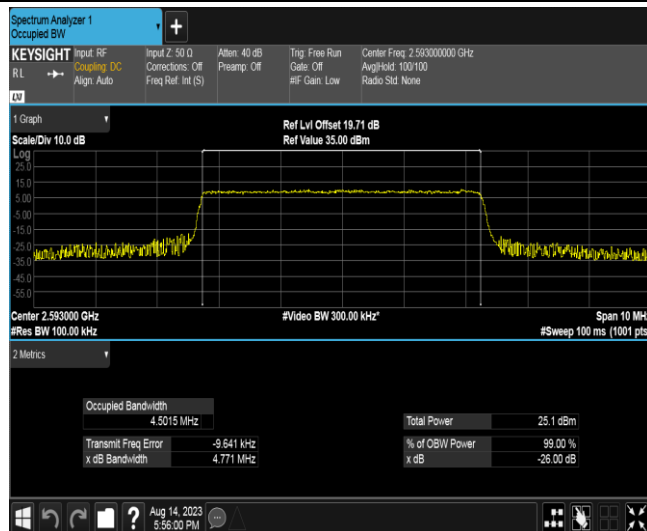 Spectrum Analyzer 1
Occupied BW
+
KEYSIGHT Input: RF Input Z: 50 Ω Atten: 40 dB Trig: Free Run Center Freq: 2.593000000 GHz
RL Coupling: DC Corrections: Off Preamp: Off Gate: Off Avg|Hold: 100/100
Align: Auto Freq Ref: Int (S) #IF Gain: Low Radio Std: None
LXI
1 Graph Ref Lvl Offset 19.71 dB
Scale/Div 10.0 dB Ref Value 35.00 dBm
Log
25.0
15.0
5.00
-5.00
-15.0
-25.0
-35.0
-45.0
-55.0
Center 2.593000 GHz #Video BW 300.00 kHz* Span 10 MHz
#Res BW 100.00 kHz #Sweep 100 ms (1001 pts
2 Metrics
Occupied Bandwidth
4.5015 MHz Total Power 25.1 dBm
Transmit Freq Error -9.641 kHz % of OBW Power 99.00 %
x dB Bandwidth 4.771 MHz x dB -26.00 dB
? Aug 14, 2023
5:56:00 PM